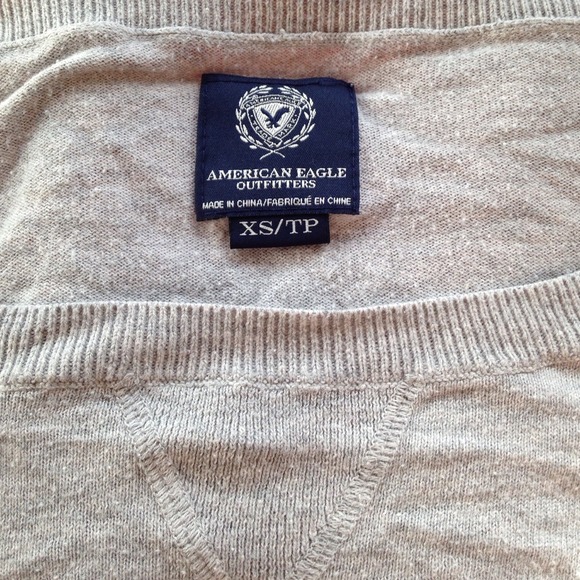 AMERICAN EAGLE
OUTFITTERS
MADE IN CHINA/FABRIQUÉ EN CHINE
XS/TP